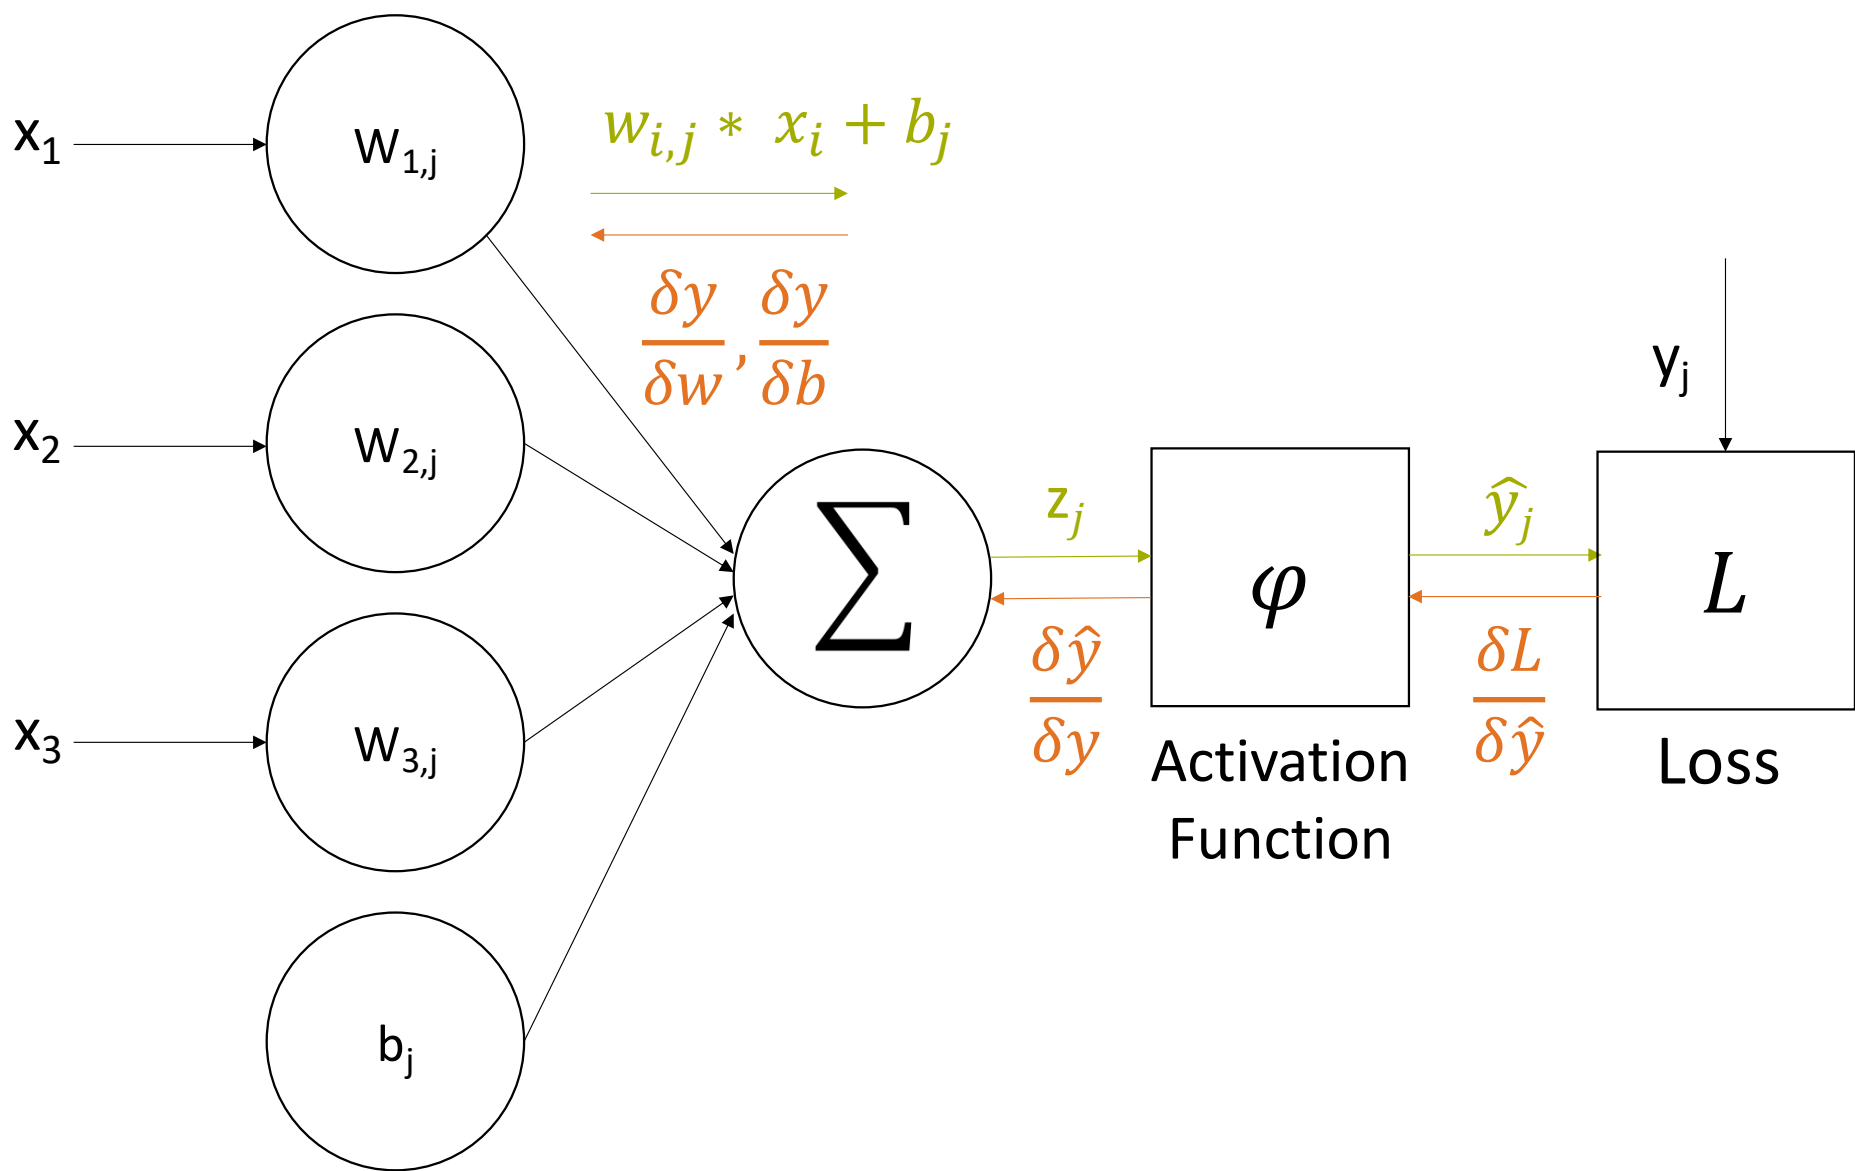 x₁
W₁,ⱼ
wᵢ,ⱼ * xᵢ + bⱼ
δy/δw, δy/δb
x₂
W₂,ⱼ
x₃
W₃,ⱼ
bⱼ
∑
zⱼ
δŷ/δy
φ
Activation
Function
ŷⱼ
δL/δŷ
yⱼ
L
Loss